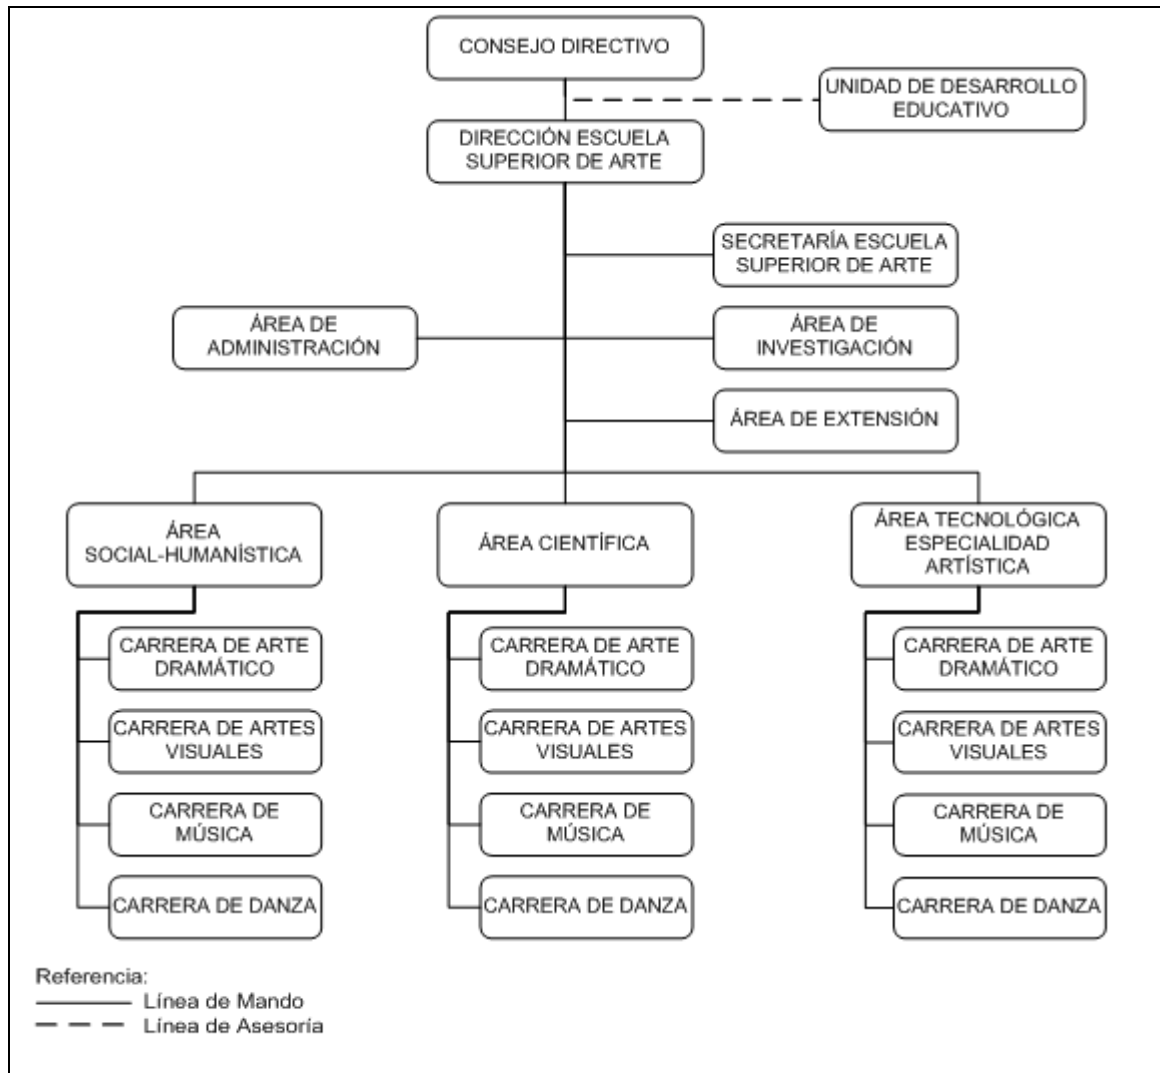 CONSEJO DIRECTIVO
UNIDAD DE DESARROLLO
EDUCATIVO
DIRECCIÓN ESCUELA
SUPERIOR DE ARTE
SECRETARÍA ESCUELA
SUPERIOR DE ARTE
ÁREA DE
ADMINISTRACIÓN
ÁREA DE
INVESTIGACIÓN
ÁREA DE EXTENSIÓN
ÁREA
SOCIAL-HUMANÍSTICA
CARRERA DE ARTE
DRAMÁTICO
CARRERA DE ARTES
VISUALES
CARRERA DE
MÚSICA
CARRERA DE DANZA
ÁREA CIENTÍFICA
CARRERA DE ARTE
DRAMÁTICO
CARRERA DE ARTES
VISUALES
CARRERA DE
MÚSICA
CARRERA DE DANZA
ÁREA TECNOLÓGICA
ESPECIALIDAD
ARTÍSTICA
CARRERA DE ARTE
DRAMÁTICO
CARRERA DE ARTES
VISUALES
CARRERA DE
MÚSICA
CARRERA DE DANZA
Referencia:
Línea de Mando
Línea de Asesoría